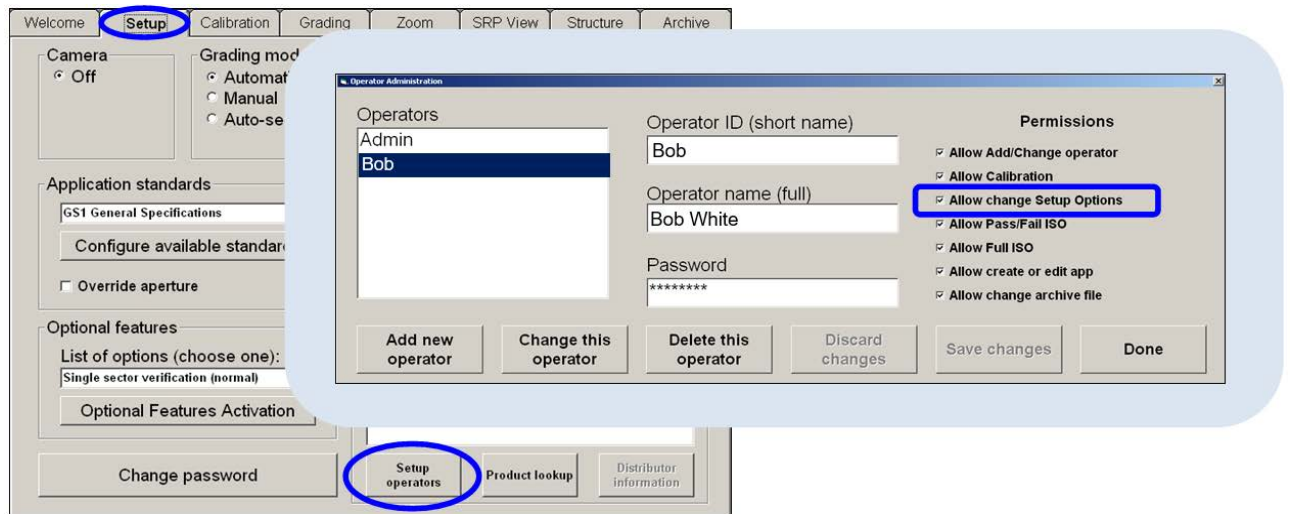 Welcome Setup Calibration Grading Zoom SRP View Structure Archive
Camera
Off
Grading mod
Automat
Manual
Auto-se
Application standards
GS1 General Specifications
Configure available standar
Override aperture
Optional features
List of options (choose one):
Single sector verification (normal)
Optional Features Activation
Change password
Setup operators
Product lookup
Distributor information
Operator Administration
Operators
Admin
Bob
Operator ID (short name)
Bob
Operator name (full)
Bob White
Password
********
Permissions
Allow Add/Change operator
Allow Calibration
Allow change Setup Options
Allow Pass/Fail ISO
Allow Full ISO
Allow create or edit app
Allow change archive file
Add new operator
Change this operator
Delete this operator
Discard changes
Save changes
Done